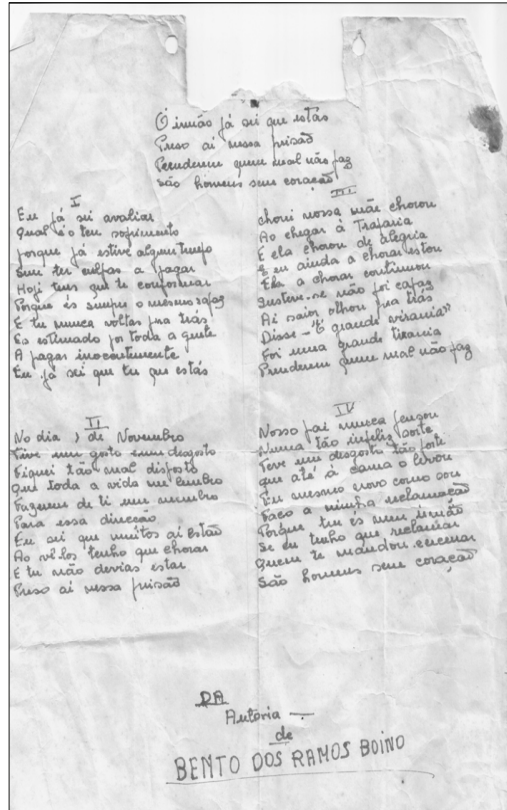 Ó irmão já sei que estás
Preso aí nessa prisão
Prenderem quem mal não faz
São homens sem coração
I
Eu já sei avaliar
Qual é o teu sofrimento
porque já estive algum tempo
Sem ter culpas a pagar
Hoje tens que te conformar
Porque és sempre o mesmo rapaz
E tu nunca voltas pra trás
És estimado por toda a gente
A pagar inocentemente
Eu já sei que tu que estás
II
No dia 7 de Novembro
Tive um gosto e um desgosto
Fiquei tão mal disposto
Que toda a vida me lembro
Fazerem de ti um membro
Para essa direcção
Eu sei que muitos aí estão
Ao vê-los tenho que chorar
E tu não devias estar
Preso aí nessa prisão
III
chorei nossa mãe chorou
Ao chegar à Trafaria
E ela chorou de alegria
E eu ainda a chorar estou
Ela a chorar continuou
Susteve-se não foi capaz
Ai saiu olhou pra trás
Disse - "É grande
Foi uma grande tirania
Prenderem quem mal não faz
IV
Nosso pai nunca pensou
Numa tão infeliz sorte
Teve um desgosto tão forte
que até à cama o levou
Eu mesmo novo como sou
Faço a minha reclamação
Porque tu és meu irmão
Se eu tenho que reclamar
Quem te mandou encerrar
São homens sem coração
DA
Autoria —
de
BENTO DOS RAMOS BOINO